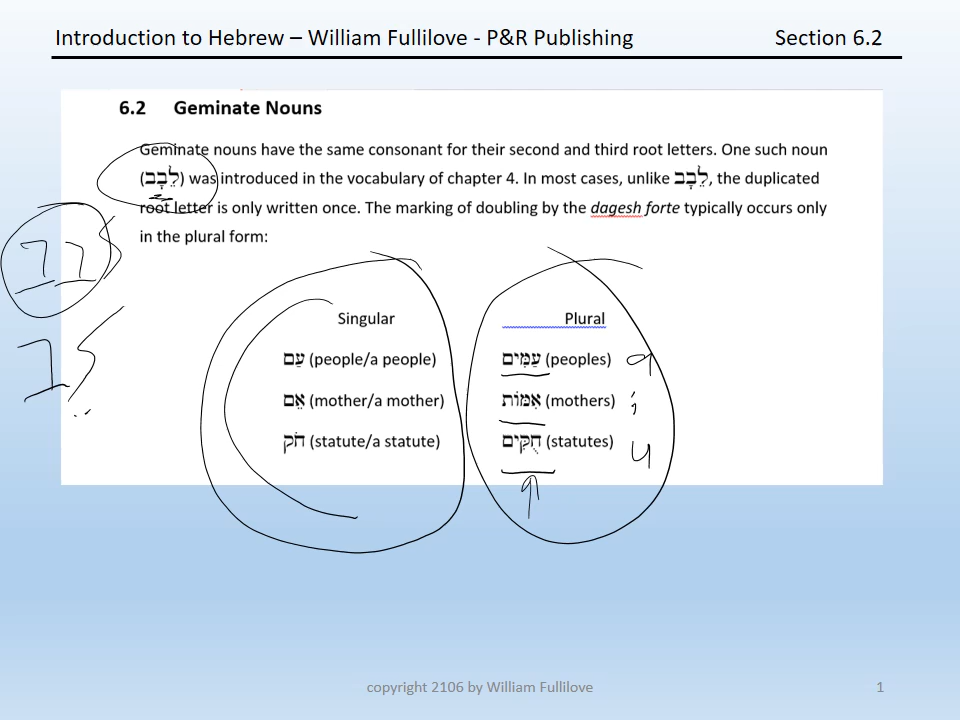 Introduction to Hebrew – William Fullilove - P&R Publishing Section 6.2
6.2 Geminate Nouns
Geminate nouns have the same consonant for their second and third root letters. One such noun
(לֵבָב) was introduced in the vocabulary of chapter 4. In most cases, unlike לֵבָב, the duplicated
root letter is only written once. The marking of doubling by the dagesh forte typically occurs only
in the plural form:
Singular Plural
עַם (people/a people) עַמִּים (peoples) a
אֵם (mother/a mother) אִמּוֹת (mothers) i
חֹק (statute/a statute) חֻקִּים (statutes) u
copyright 2106 by William Fullilove 1